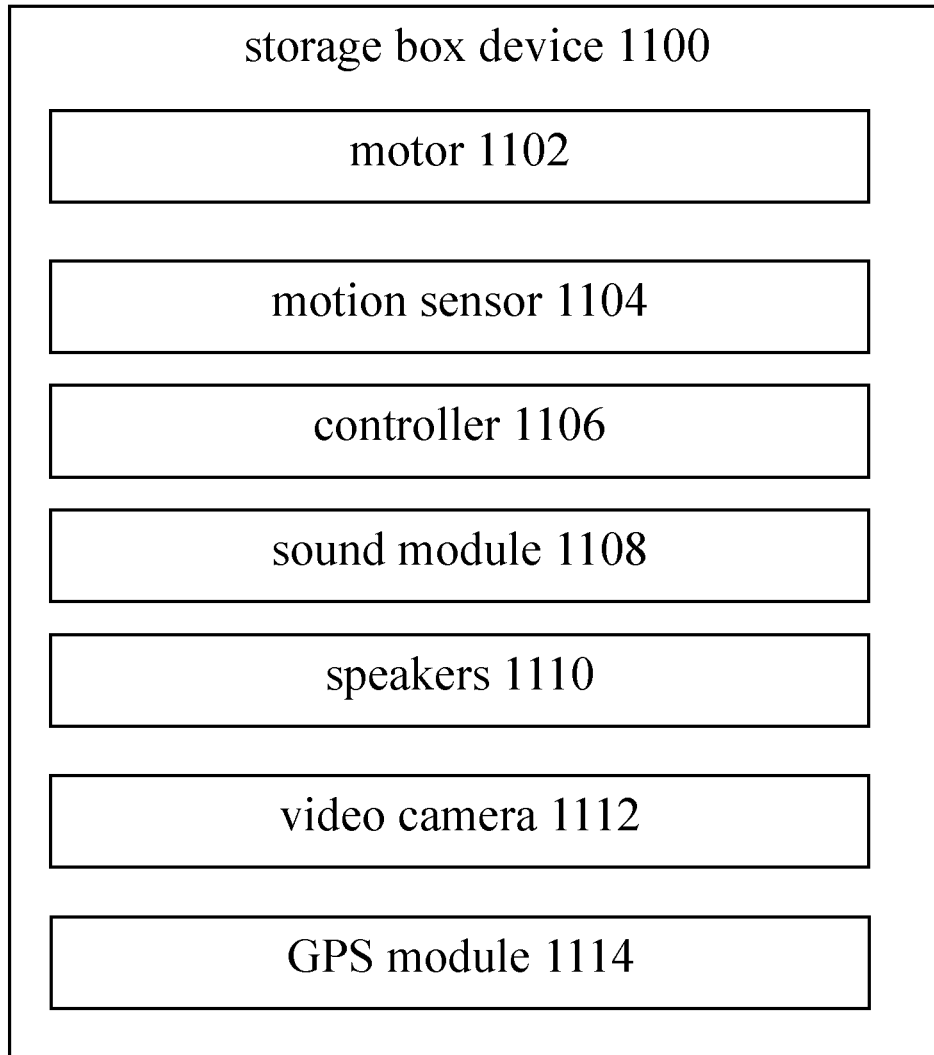 storage box device 1100
motor 1102
motion sensor 1104
controller 1106
sound module 1108
speakers 1110
video camera 1112
GPS module 1114